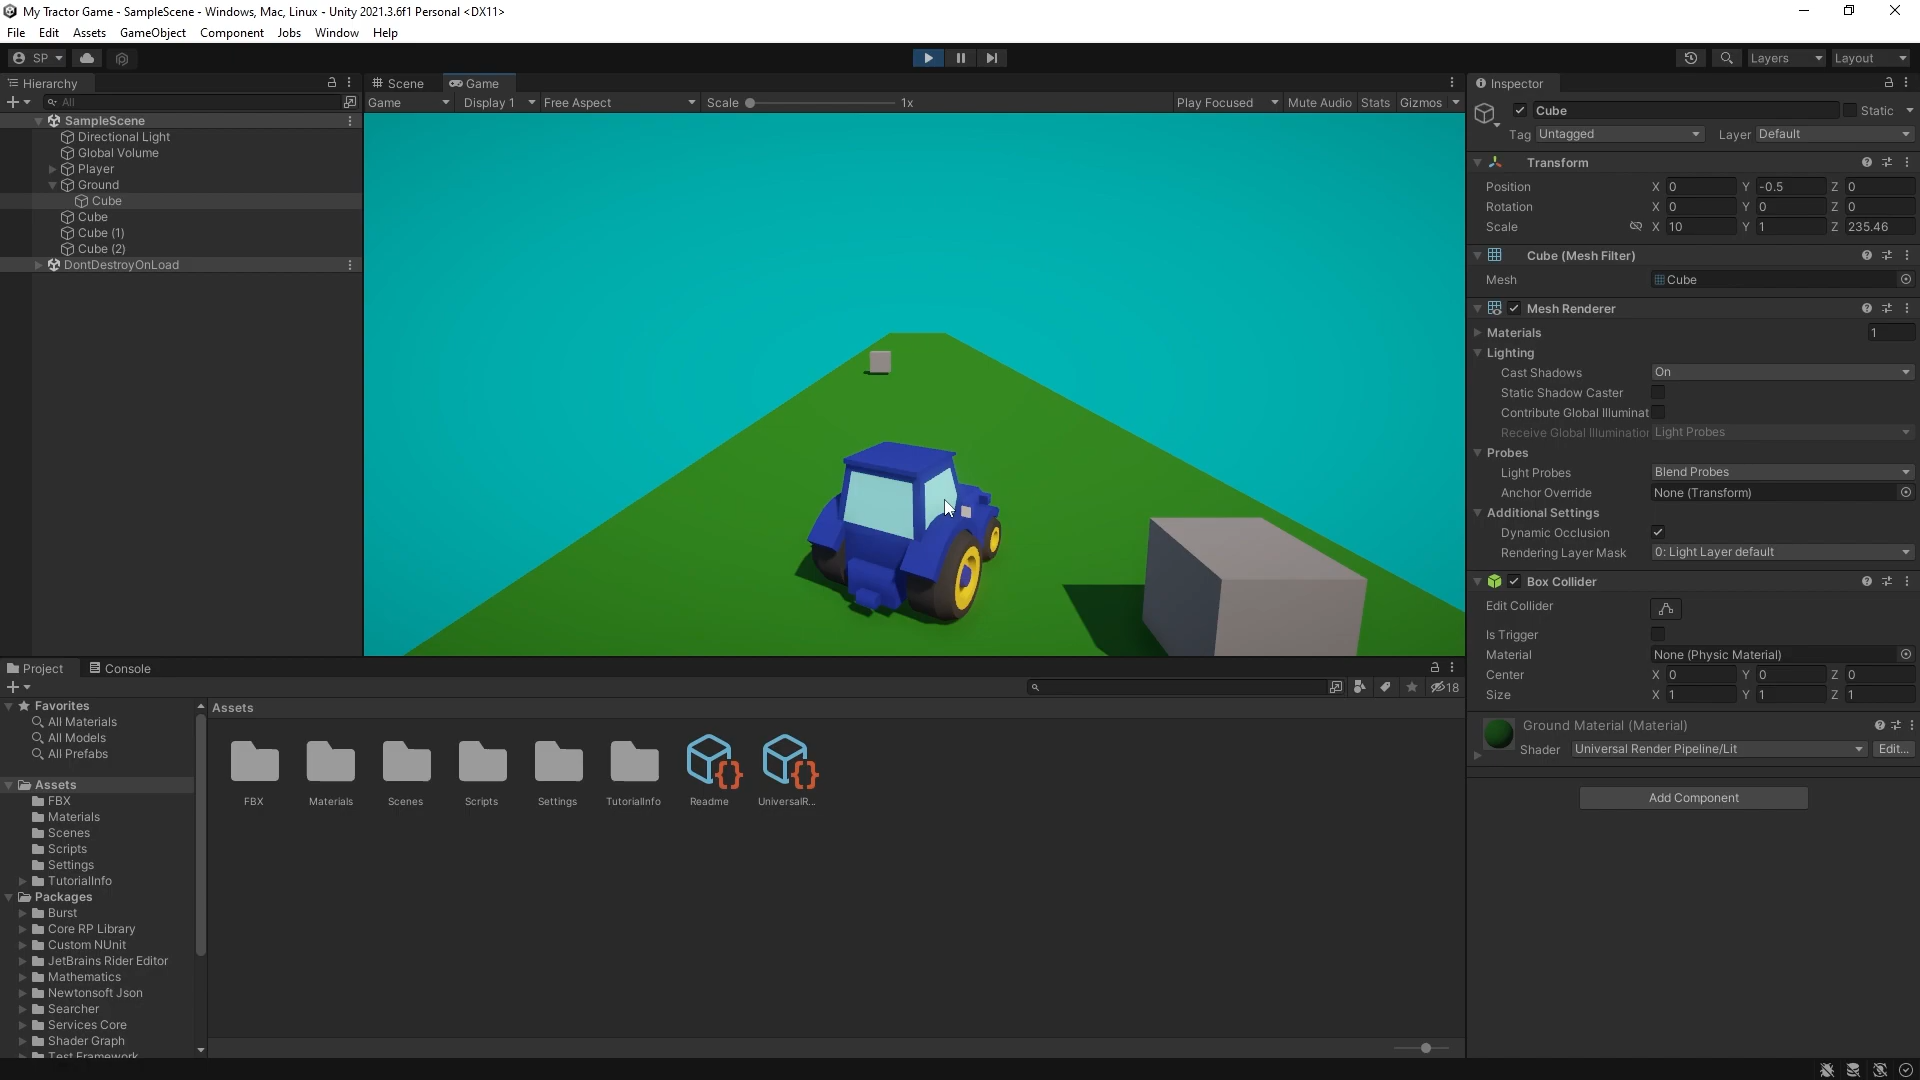 My Tractor Game - SampleScene - Windows, Mac, Linux - Unity 2021.3.6f1 Personal <DX11>
File Edit Assets GameObject Component Jobs Window Help
SP Layers Layout
Hierarchy
All
SampleScene
Directional Light
Global Volume
Player
Ground
Cube
Cube
Cube (1)
Cube (2)
DontDestroyOnLoad
Scene Game
Game Display 1 Free Aspect Scale 1x Play Focused Mute Audio Stats Gizmos
Inspector
Cube Static
Tag Untagged Layer Default
Transform
Position X 0 Y -0.5 Z 0
Rotation X 0 Y 0 Z 0
Scale X 10 Y 1 Z 235.46
Cube (Mesh Filter)
Mesh Cube
Mesh Renderer
Materials 1
Lighting
Cast Shadows On
Static Shadow Caster
Contribute Global Illuminat
Receive Global Illumination Light Probes
Probes
Light Probes Blend Probes
Anchor Override None (Transform)
Additional Settings
Dynamic Occlusion
Rendering Layer Mask 0: Light Layer default
Box Collider
Edit Collider
Is Trigger
Material None (Physic Material)
Center X 0 Y 0 Z 0
Size X 1 Y 1 Z 1
Ground Material (Material)
Shader Universal Render Pipeline/Lit Edit...
Add Component
Project Console
18
Favorites
All Materials
All Models
All Prefabs
Assets
FBX
Materials
Scenes
Scripts
Settings
TutorialInfo
Packages
Burst
Core RP Library
Custom NUnit
JetBrains Rider Editor
Mathematics
Newtonsoft Json
Searcher
Services Core
Shader Graph
Test Framework
Assets
FBX Materials Scenes Scripts Settings TutorialInfo Readme UniversalR...